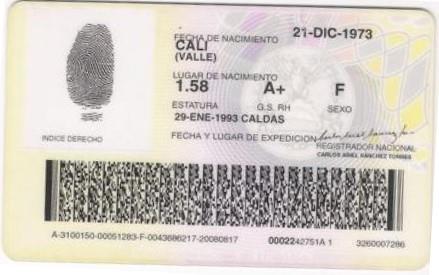 21-DIC-1973
FECHA DE NACIMIENTO
CALI
(VALLE)
LUGAR DE NACIMIENTO
1.58 A+ F
ESTATURA G.S. RH SEXO
29-ENE-1993 CALDAS
FECHA Y LUGAR DE EXPEDICION
INDICE DERECHO
REGISTRADOR NACIONAL
CARLOS ARIEL SÁNCHEZ TORRES
A-3100150-00051283-F-0043686217-20080817 0002242751A 1 3260007286